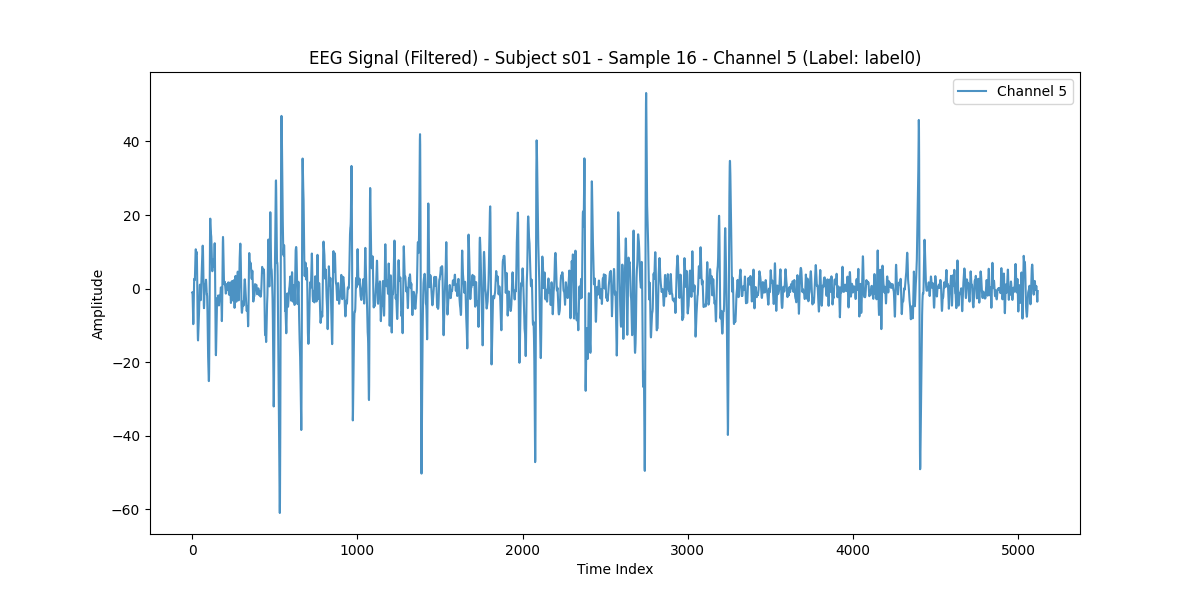 EEG Signal (Filtered) - Subject s01 - Sample 16 - Channel 5 (Label: label0)
Channel 5
Amplitude
40
20
0
−20
−40
−60
0 1000 2000 3000 4000 5000
Time Index